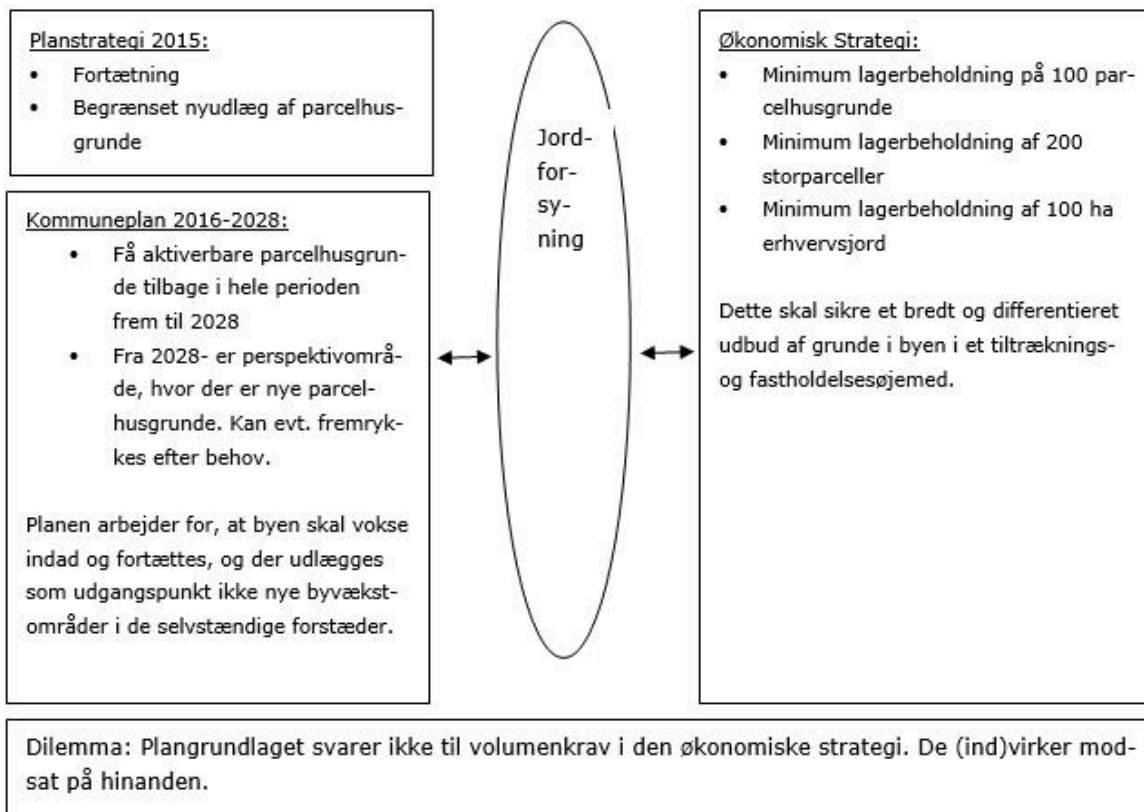 Planstrategi 2015:
• Fortætning
• Begrænset nyudlæg af parcelhus-
grunde
Kommuneplan 2016-2028:
• Få aktiverbare parcelhusgrun-
de tilbage i hele perioden
frem til 2028
• Fra 2028- er perspektivområ-
de, hvor der er nye parcel-
husgrunde. Kan evt. fremryk-
kes efter behov.
Planen arbejder for, at byen skal vokse
indad og fortættes, og der udlægges
som udgangspunkt ikke nye byvækst-
områder i de selvstændige forstæder.
Jord-
for-
sy-
ning
Økonomisk Strategi:
• Minimum lagerbeholdning på 100 par-
celhusgrunde
• Minimum lagerbeholdning af 200
storparceller
• Minimum lagerbeholdning af 100 ha
erhvervsjord
Dette skal sikre et bredt og differentieret
udbud af grunde i byen i et tiltræknings-
og fastholdelsesøjemed.
Dilemma: Plangrundlaget svarer ikke til volumenkrav i den økonomiske strategi. De (ind)virker mod-
sat på hinanden.